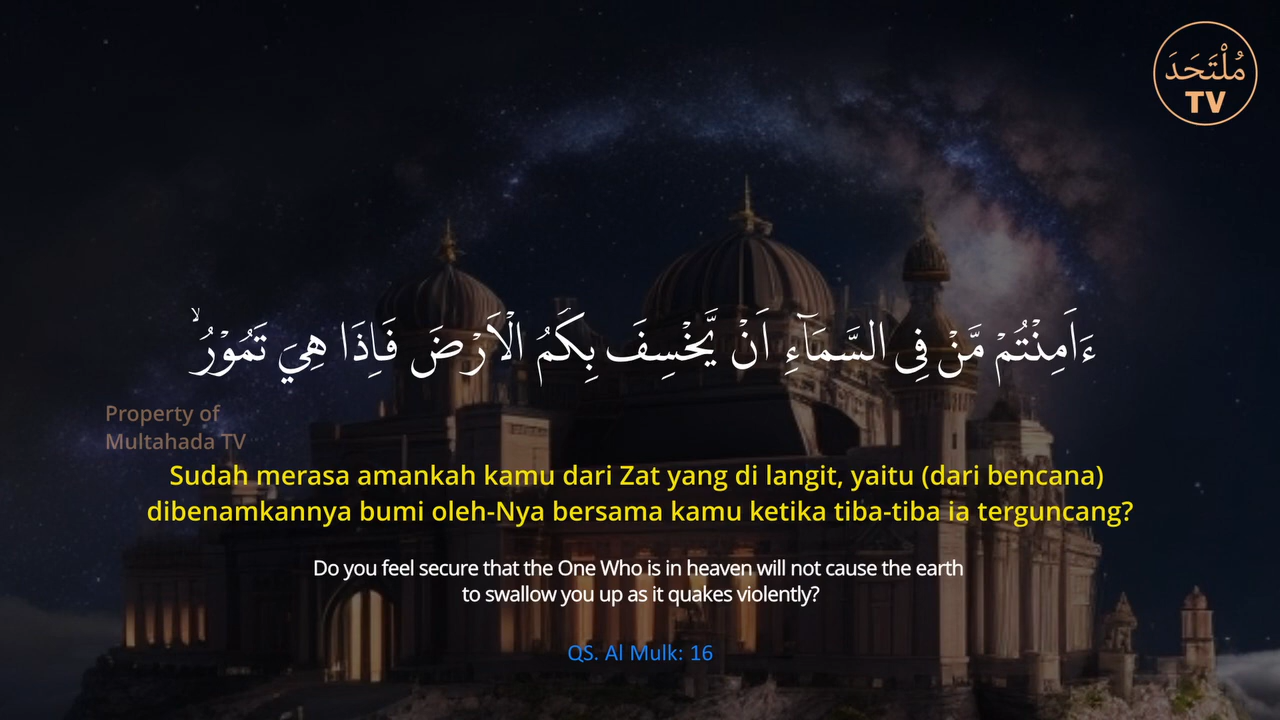 مُلْتَحَدَ
TV
ءَاَمِنْتُمْ مَّنْ فِى السَّمَاۤءِ اَنْ يَّخْسِفَ بِكُمُ الْاَرْضَ فَاِذَا هِيَ تَمُوْرُۙ
Property of
Multahada TV
Sudah merasa amankah kamu dari Zat yang di langit, yaitu (dari bencana)
dibenamkannya bumi oleh-Nya bersama kamu ketika tiba-tiba ia terguncang?
Do you feel secure that the One Who is in heaven will not cause the earth
to swallow you up as it quakes violently?
QS. Al Mulk: 16